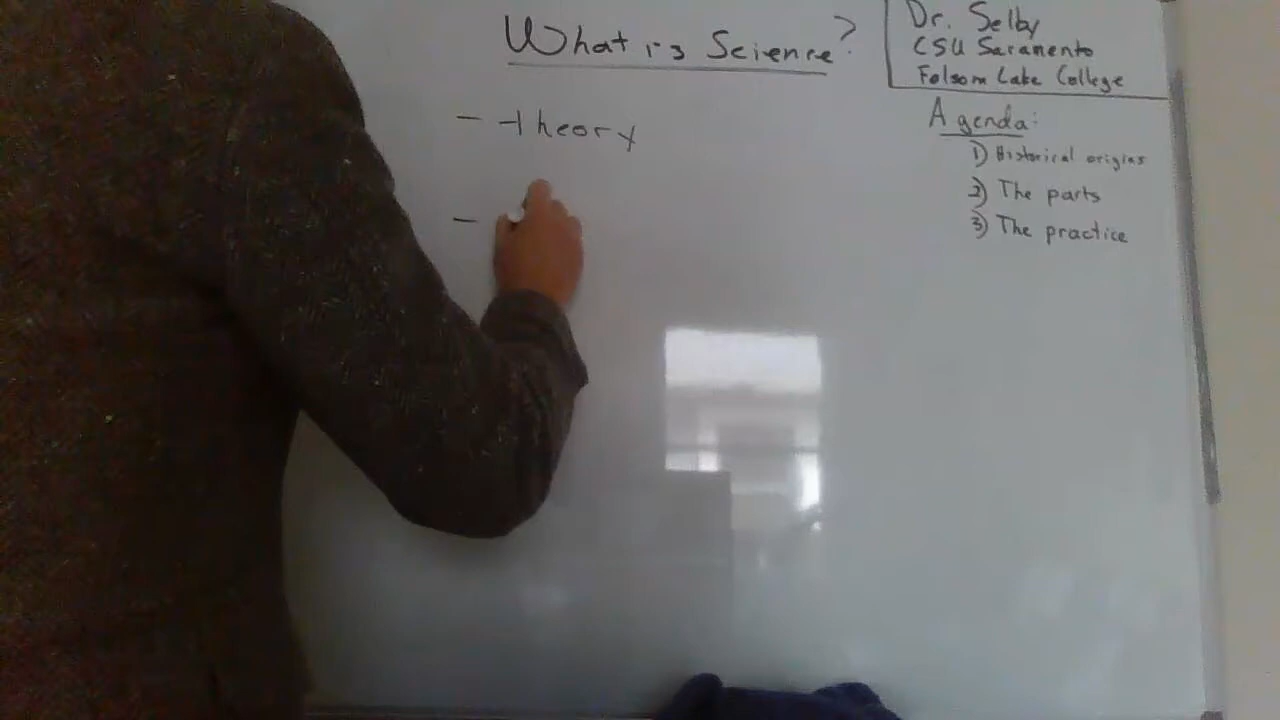 What is Science?
- Theory
-
Dr. Selby
CSU Saramento
Folsom Lake College
Agenda:
1) Historical origins
2) The parts
3) The practice